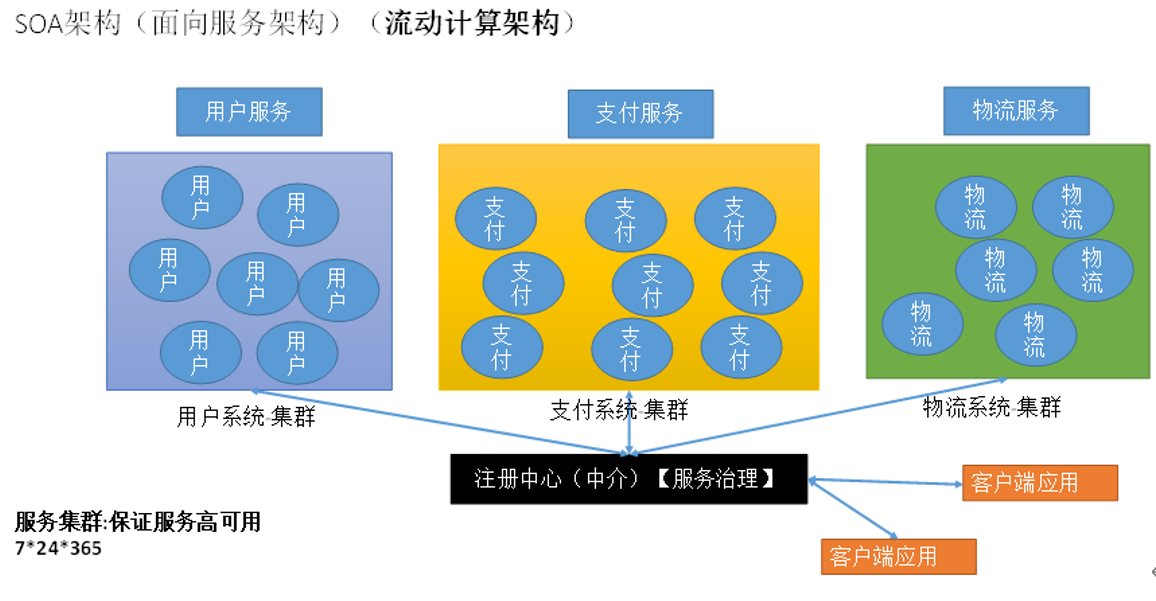 SOA架构（面向服务架构）（流动计算架构）
用户服务
支付服务
物流服务
用户
用户
用户
用户
用户
用户
用户
支付
支付
支付
支付
支付
支付
支付
支付
支付
物流
物流
物流
物流
物流
物流
用户系统-集群
支付系统-集群
物流系统-集群
注册中心（中介）【服务治理】
客户端应用
客户端应用
服务集群:保证服务高可用
7*24*365